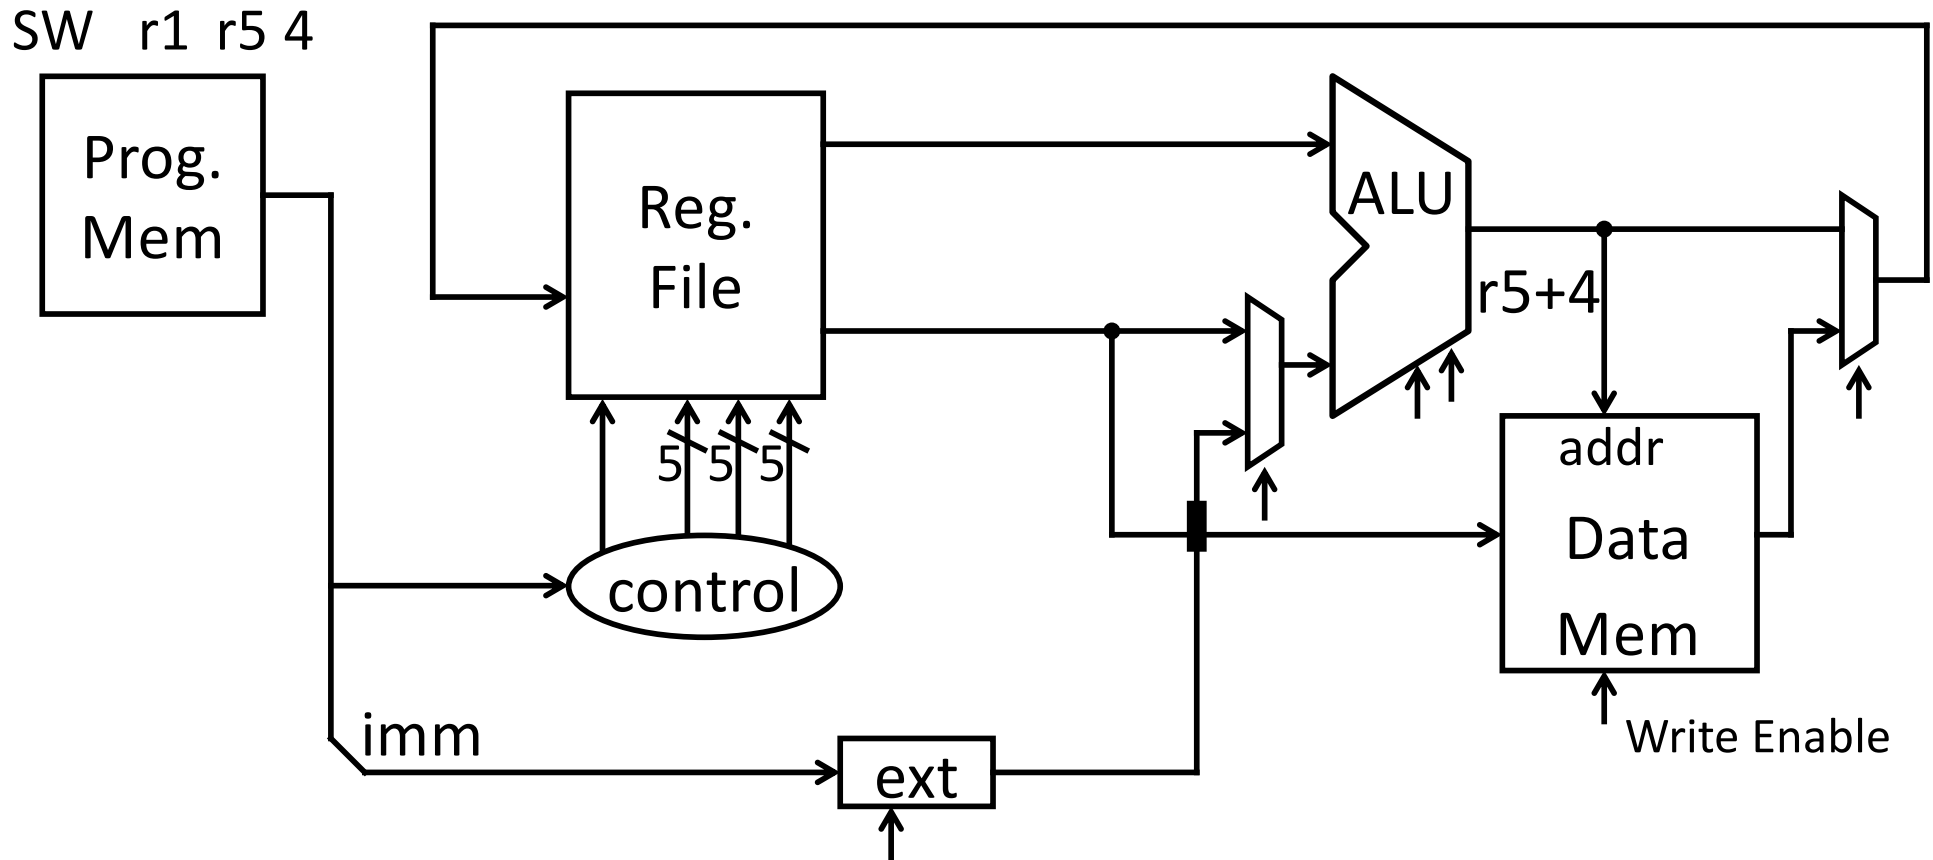 SW r1 r5 4
Prog.
Mem
Reg.
File
ALU
r5+4
5 5 5
addr
Data
Mem
control
imm
ext
Write Enable